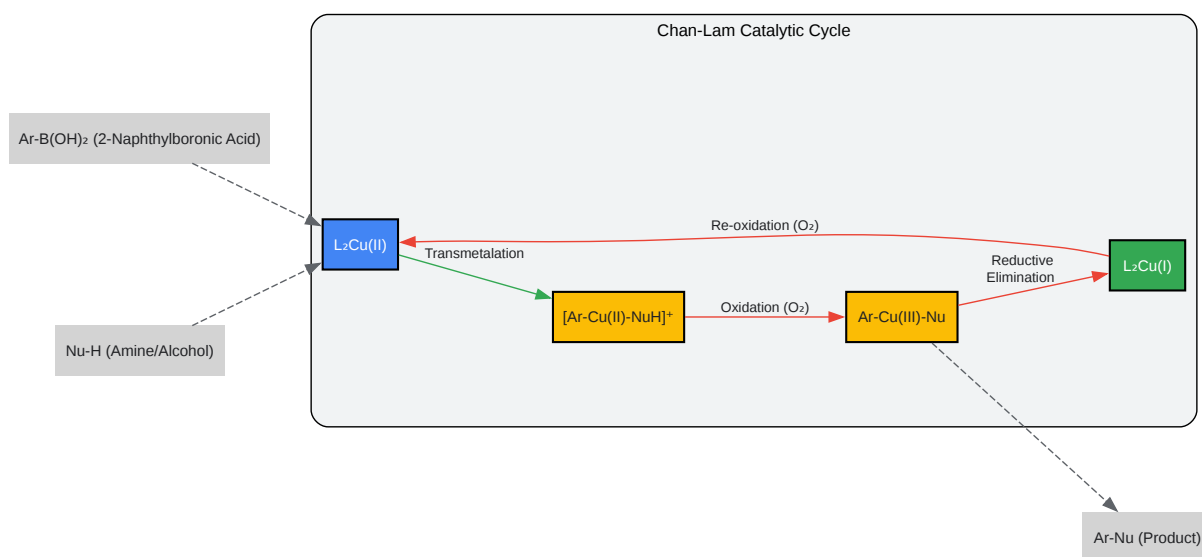 Chan-Lam Catalytic Cycle
Ar-B(OH)₂ (2-Naphthylboronic Acid)
Re-oxidation (O₂)
L₂Cu(II)
Transmetalation
Reductive
Elimination
L₂Cu(I)
[Ar-Cu(II)-NuH]⁺
Oxidation (O₂)
Ar-Cu(III)-Nu
Nu-H (Amine/Alcohol)
Ar-Nu (Product)